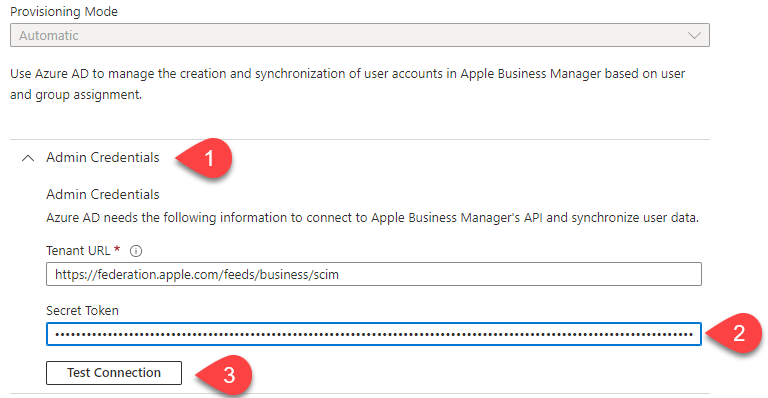 Provisioning Mode
Automatic
Use Azure AD to manage the creation and synchronization of user accounts in Apple Business Manager based on user
and group assignment.
Admin Credentials
1
Admin Credentials
Azure AD needs the following information to connect to Apple Business Manager's API and synchronize user data.
Tenant URL *
https://federation.apple.com/feeds/business/scim
Secret Token
2
Test Connection
3